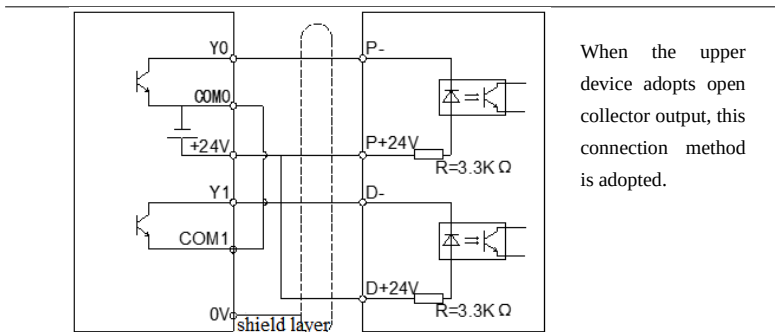 Y0 P-
COM0
+24V P+24V
R=3.3K Ω
Y1 D-
COM1
D+24V
R=3.3K Ω
0V shield layer
When the upper
device adopts open
collector output, this
connection method
is adopted.